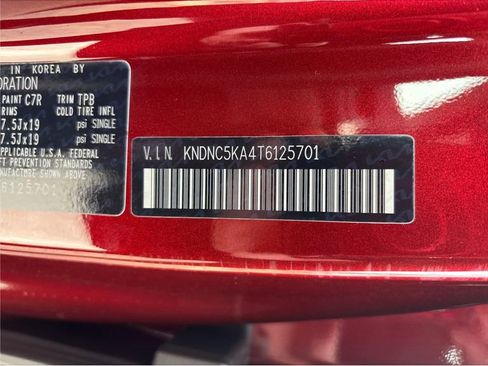 IN KOREA BY
ORATION
PAINT C7R TRIM TPB
RIMS COLD TIRE INFL
7.5Jx19 psi SINGLE
7.5Jx19 psi SINGLE
APPLICABLE U.S.A. FEDERAL
FT PREVENTION STANDARDS
NUFACTURE SHOWN ABOVE.
6125701
V.I.N. KNDNC5KA4T6125701